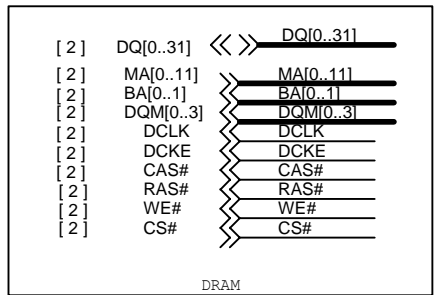 [ 2 ] DQ[0..31] DQ[0..31]
[ 2 ] MA[0..11] MA[0..11]
[ 2 ] BA[0..1] BA[0..1]
[ 2 ] DQM[0..3] DQM[0..3]
[ 2 ] DCLK DCLK
[ 2 ] DCKE DCKE
[ 2 ] CAS# CAS#
[ 2 ] RAS# RAS#
[ 2 ] WE# WE#
[ 2 ] CS# CS#
DRAM